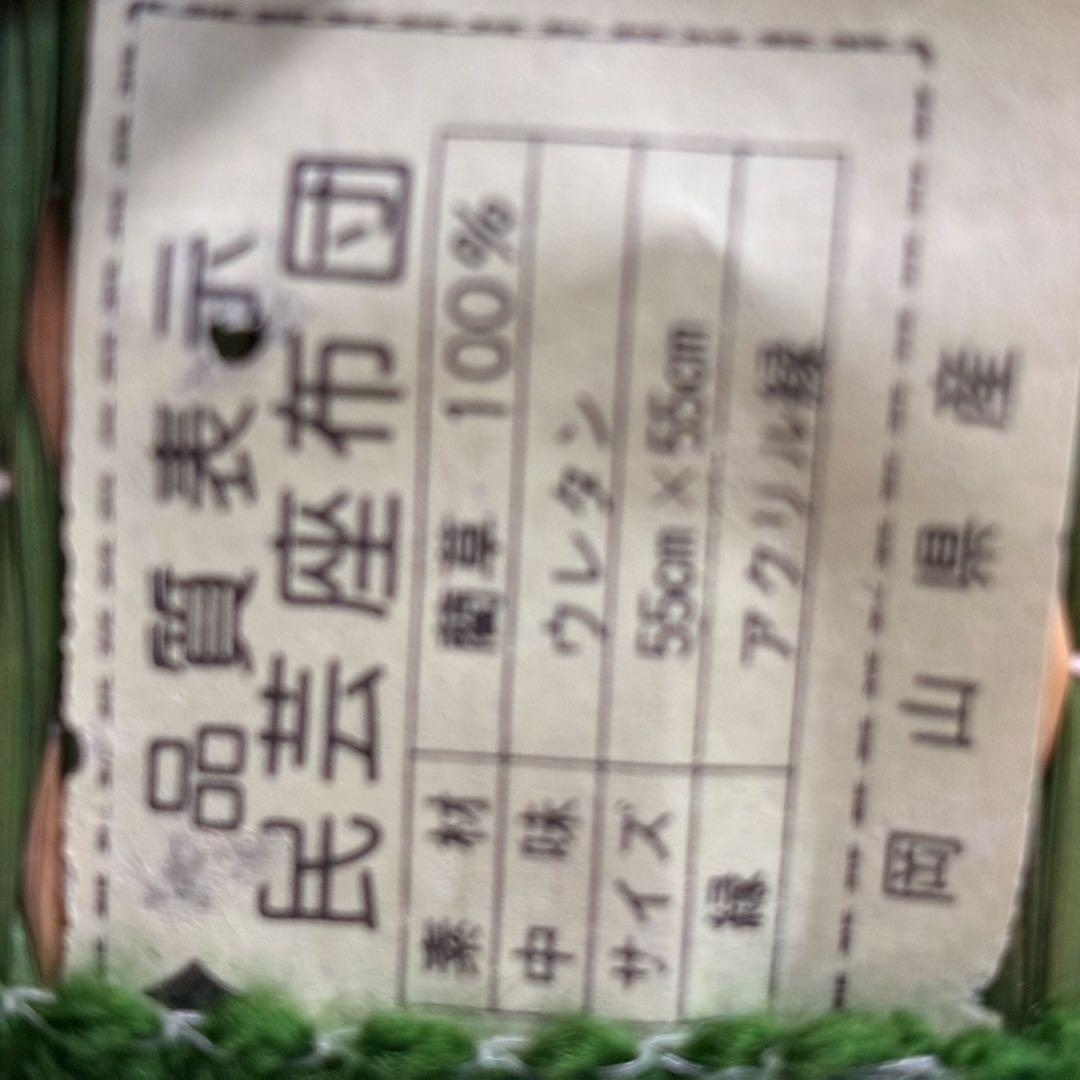 品質表示
民芸座布団
素材 藺草 100%
中味 ウレタン
サイズ 55cm×55cm
縁 アクリル縁
岡山県産